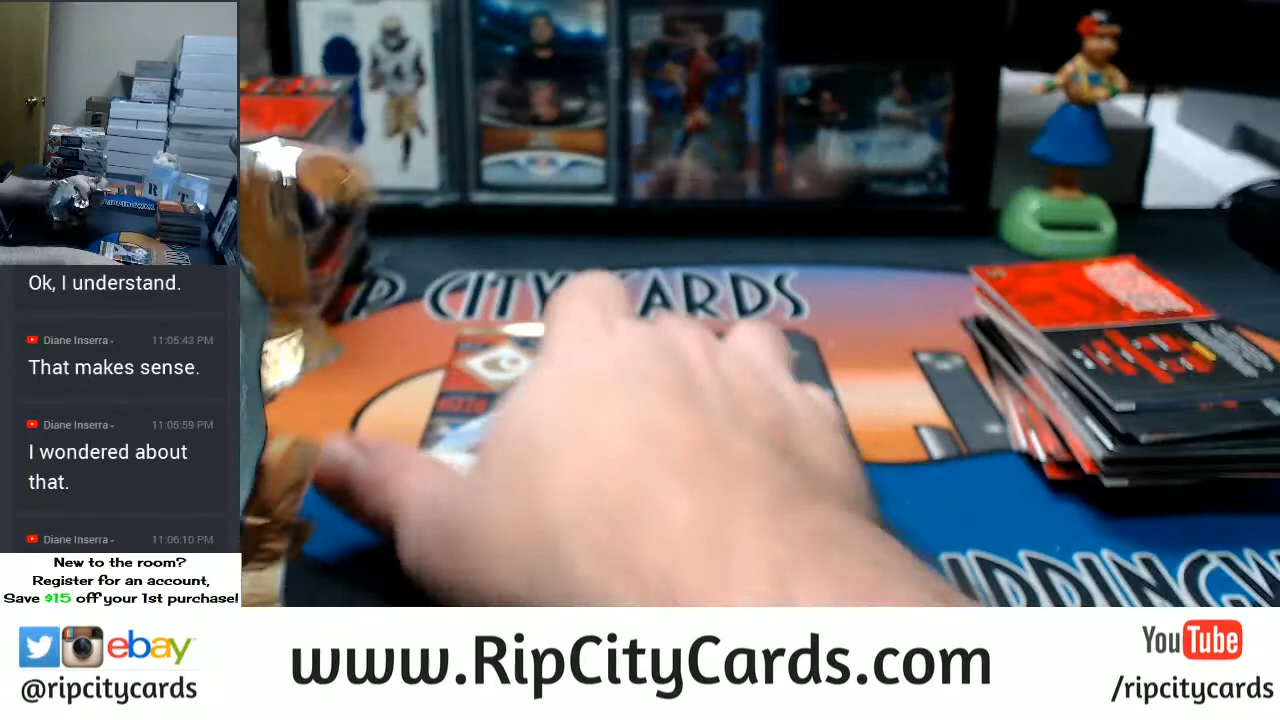 Ok, I understand.
Diane Inserra- 11:05:43 PM
That makes sense.
Diane Inserra- 11:05:59 PM
I wondered about
that.
Diane Inserra- 11:06:10 PM
New to the room?
Register for an account,
Save $15 off your 1st purchase!
P CITY CARDS
IPPINGW
ebay
@ripcitycards
www.RipCityCards.com
YouTube
/ripcitycards